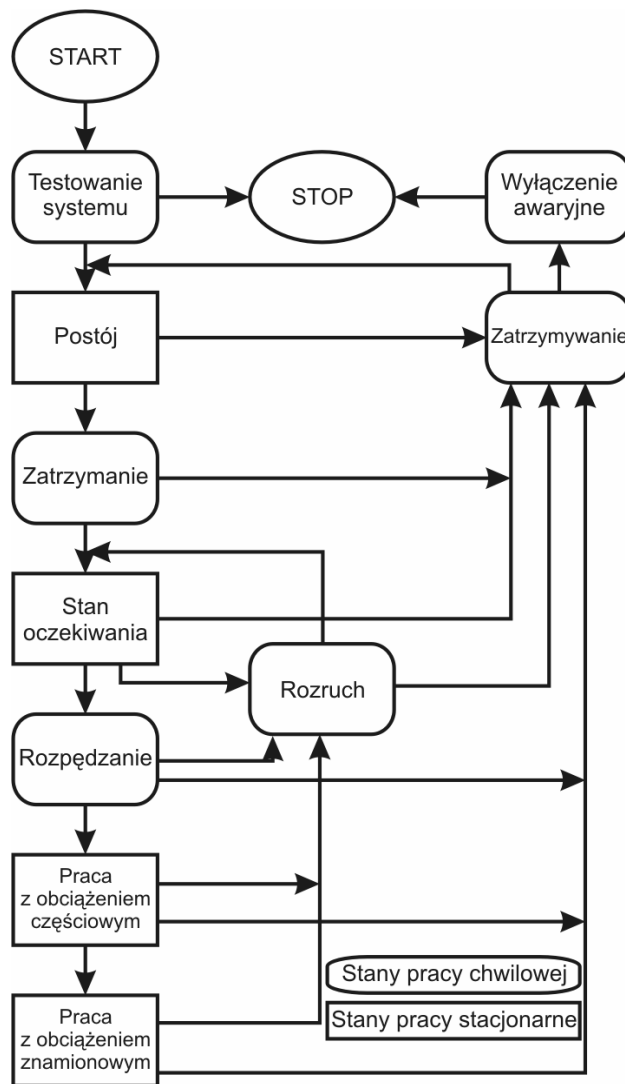 START
Testowanie
systemu
STOP
Wyłączenie
awaryjne
Postój
Zatrzymywanie
Zatrzymanie
Stan
oczekiwania
Rozruch
Rozpędzanie
Praca
z obciążeniem
częściowym
Stany pracy chwilowej
Stany pracy stacjonarne
Praca
z obciążeniem
znamionowym